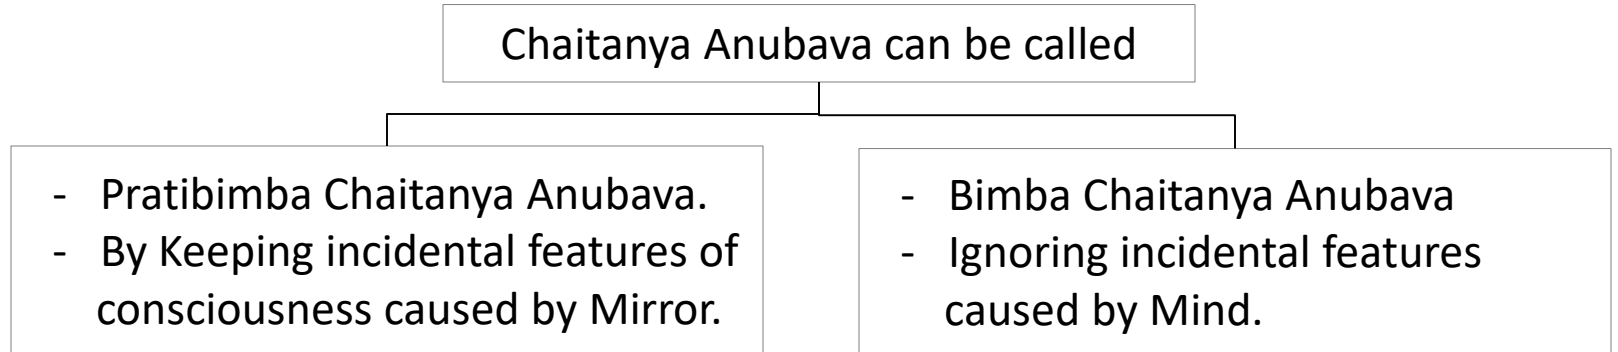 Chaitanya Anubava can be called
- Pratibimba Chaitanya Anubava.
- By Keeping incidental features of
consciousness caused by Mirror.
- Bimba Chaitanya Anubava
- Ignoring incidental features
caused by Mind.